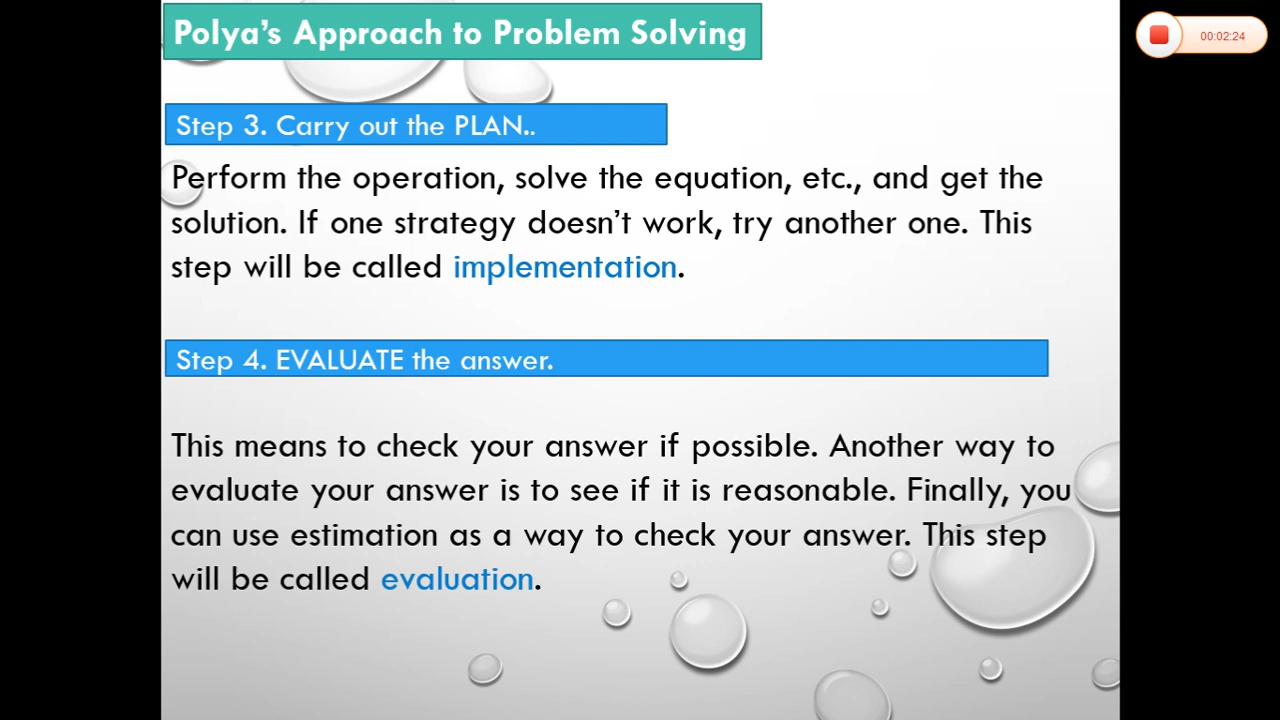 Polya’s Approach to Problem Solving
00:02:24
Step 3. Carry out the PLAN..
Perform the operation, solve the equation, etc., and get the
solution. If one strategy doesn’t work, try another one. This
step will be called implementation.
Step 4. EVALUATE the answer.
This means to check your answer if possible. Another way to
evaluate your answer is to see if it is reasonable. Finally, you
can use estimation as a way to check your answer. This step
will be called evaluation.